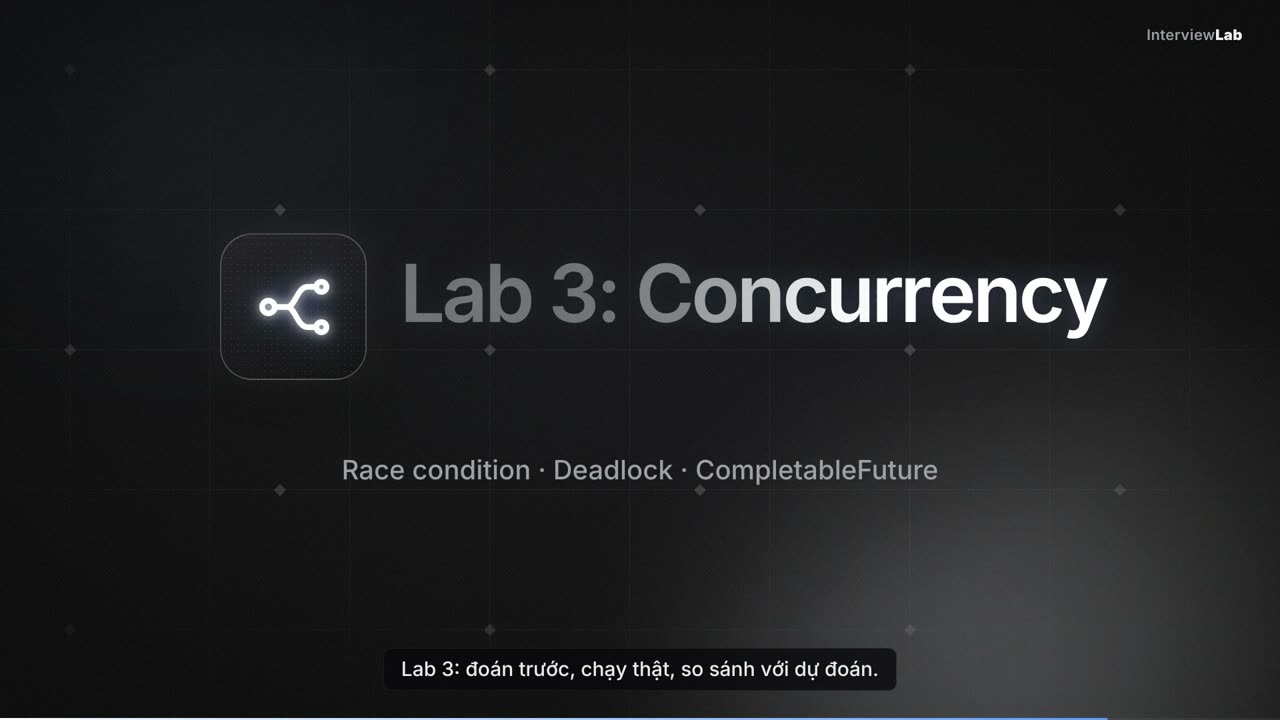 InterviewLab
Lab 3: Concurrency
Race condition · Deadlock · CompletableFuture
Lab 3: đoán trước, chạy thật, so sánh với dự đoán.